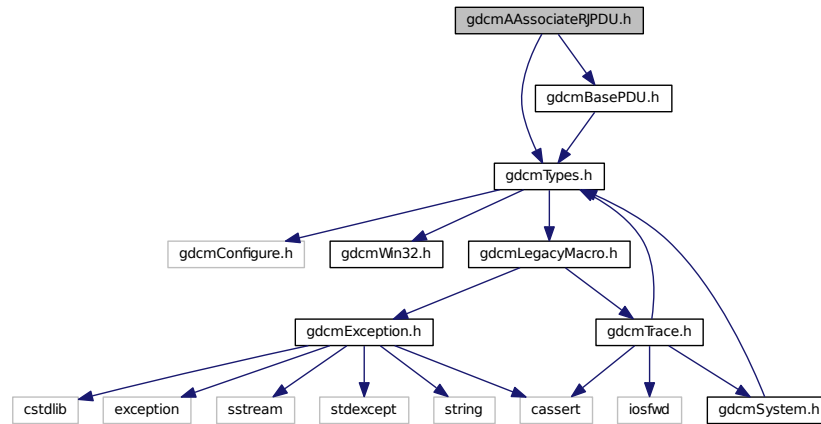 gdcmAAssociateRJPDU.h
gdcmBasePDU.h
gdcmTypes.h
gdcmConfigure.h
gdcmWin32.h
gdcmLegacyMacro.h
gdcmException.h
gdcmTrace.h
cstdlib
exception
sstream
stdexcept
string
cassert
iosfwd
gdcmSystem.h